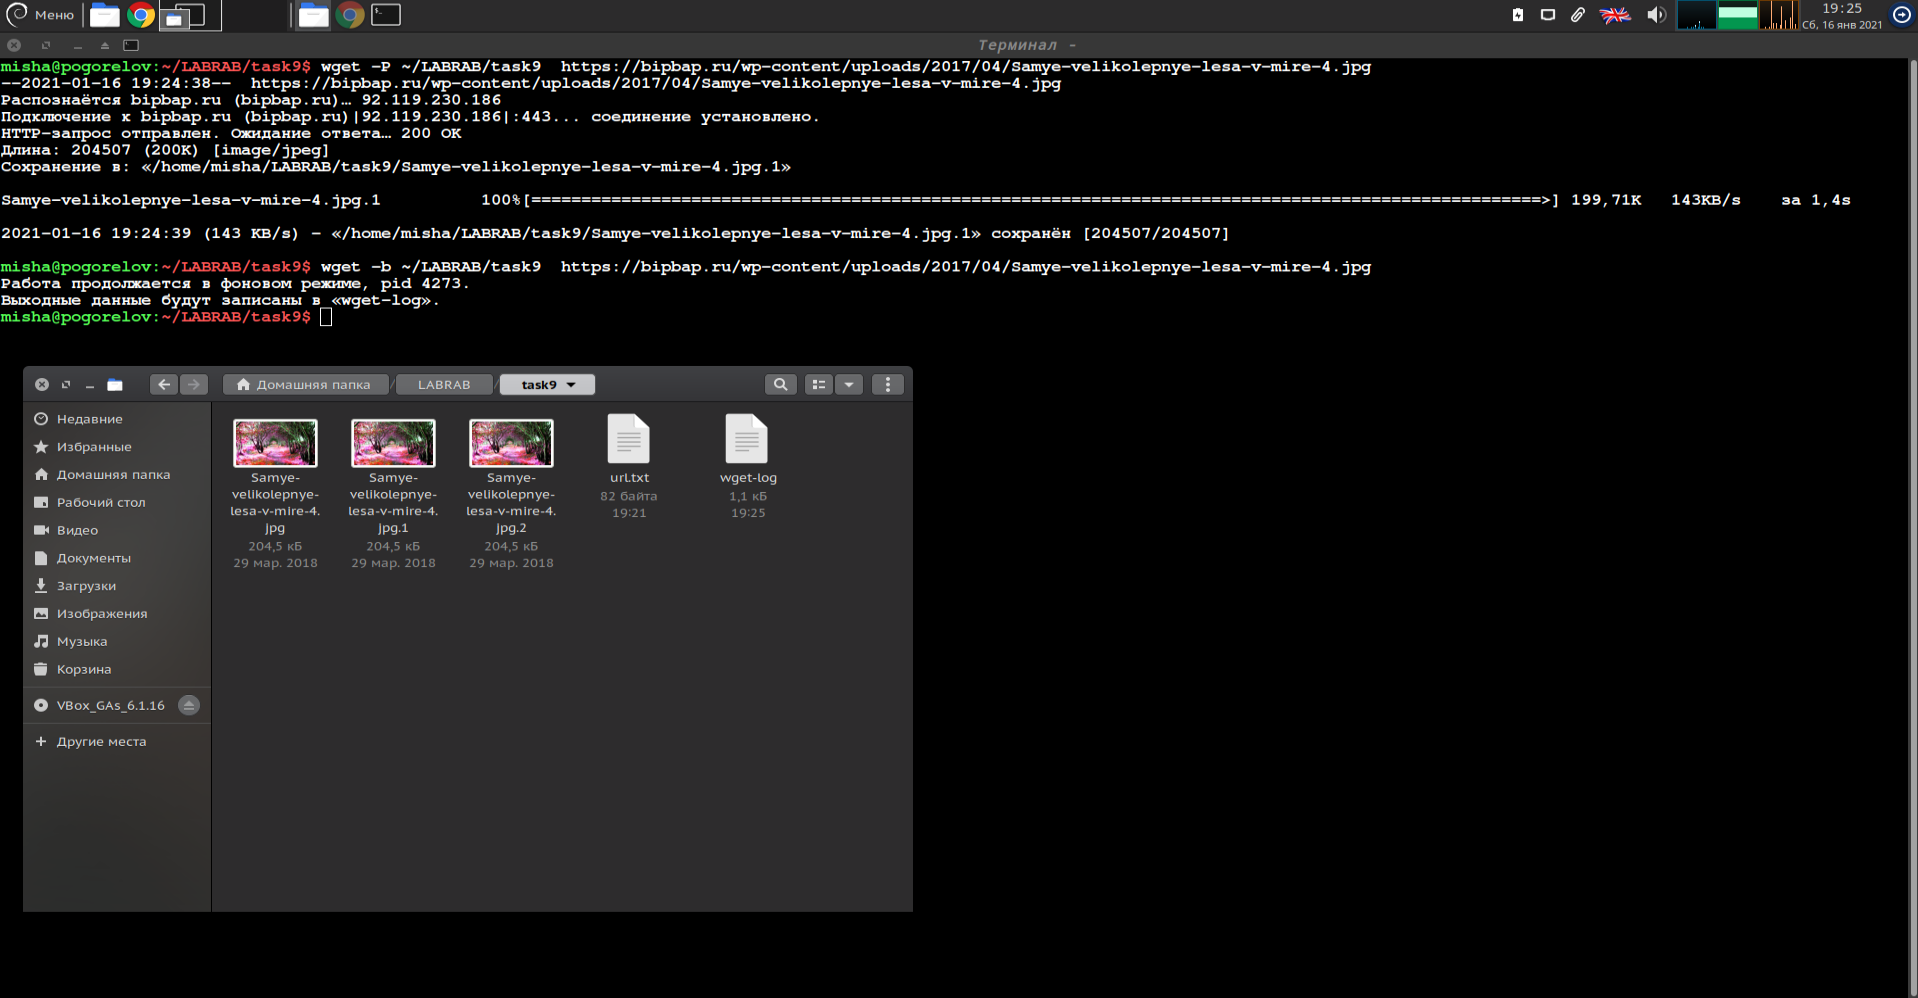 Меню
19:25
Сб, 16 янв 2021
Терминал -
misha@pogorelov:~/LABRAB/task9$ wget -P ~/LABRAB/task9  https://bipbap.ru/wp-content/uploads/2017/04/Samye-velikolepnye-lesa-v-mire-4.jpg
--2021-01-16 19:24:38--  https://bipbap.ru/wp-content/uploads/2017/04/Samye-velikolepnye-lesa-v-mire-4.jpg
Распознаётся bipbap.ru (bipbap.ru)… 92.119.230.186
Подключение к bipbap.ru (bipbap.ru)|92.119.230.186|:443... соединение установлено.
HTTP-запрос отправлен. Ожидание ответа… 200 OK
Длина: 204507 (200K) [image/jpeg]
Сохранение в: «/home/misha/LABRAB/task9/Samye-velikolepnye-lesa-v-mire-4.jpg.1»
Samye-velikolepnye-lesa-v-mire-4.jpg.1 100%[=====================================================================================================>] 199,71K 143KB/s за 1,4s
2021-01-16 19:24:39 (143 KB/s) - «/home/misha/LABRAB/task9/Samye-velikolepnye-lesa-v-mire-4.jpg.1» сохранён [204507/204507]
misha@pogorelov:~/LABRAB/task9$ wget -b ~/LABRAB/task9  https://bipbap.ru/wp-content/uploads/2017/04/Samye-velikolepnye-lesa-v-mire-4.jpg
Работа продолжается в фоновом режиме, pid 4273.
Выходные данные будут записаны в «wget-log».
misha@pogorelov:~/LABRAB/task9$
Домашняя папка / LABRAB / task9
Недавние
Избранные
Домашняя папка
Рабочий стол
Видео
Документы
Загрузки
Изображения
Музыка
Корзина
VBox_GAs_6.1.16
Другие места
Samye-
velikolepnye-
lesa-v-mire-4.
jpg
204,5 кБ
29 мар. 2018
Samye-
velikolepnye-
lesa-v-mire-4.
jpg.1
204,5 кБ
29 мар. 2018
Samye-
velikolepnye-
lesa-v-mire-4.
jpg.2
204,5 кБ
29 мар. 2018
url.txt
82 байта
19:21
wget-log
1,1 кБ
19:25